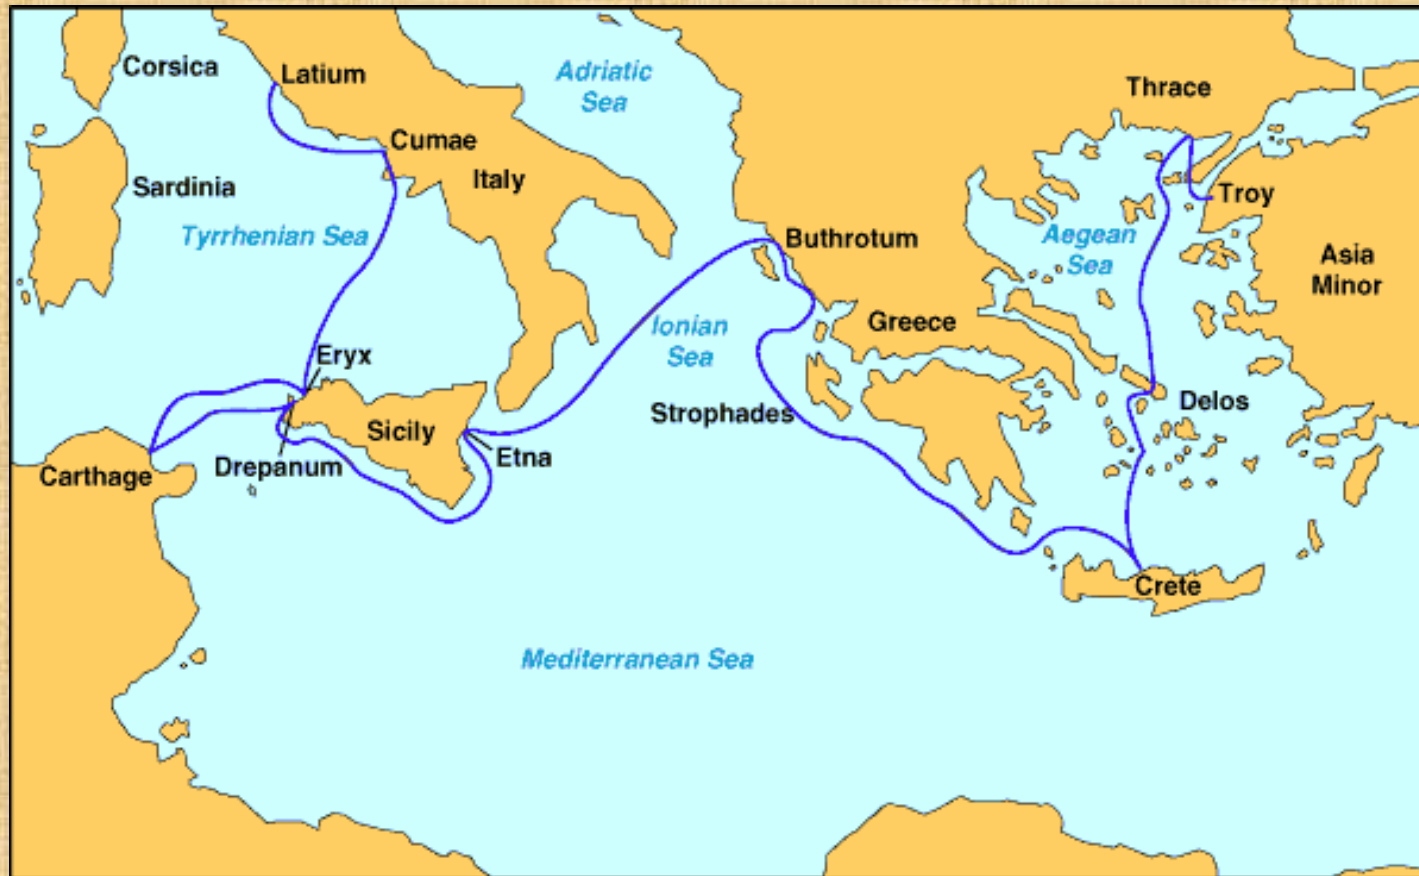 Corsica
Latium
Adriatic
Sea
Thrace
Cumae
Italy
Sardinia
Troy
Tyrrhenian Sea
Buthrotum
Aegean
Sea
Asia
Minor
Ionian
Sea
Greece
Eryx
Delos
Strophades
Sicily
Etna
Drepanum
Carthage
Crete
Mediterranean Sea